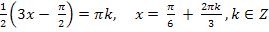 ½(3x − π/2) = πk,   x = π/6 + 2πk/3, k ∈ Z